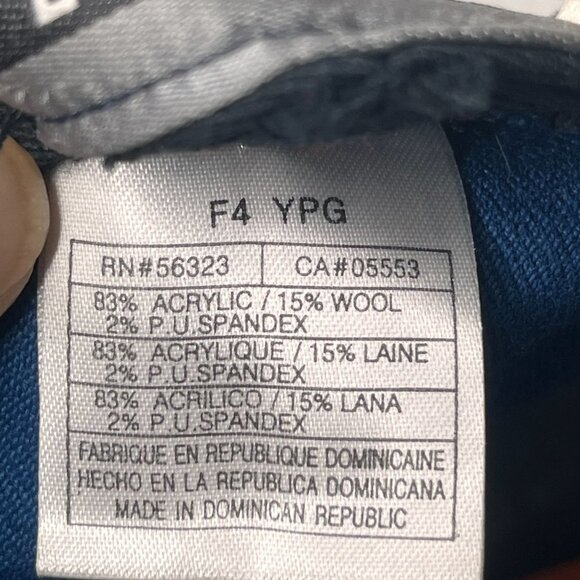 F4 YPG
RN#56323 CA#05553
83% ACRYLIC / 15% WOOL
2% P.U.SPANDEX
83% ACRYLIQUE / 15% LAINE
2% P.U.SPANDEX
83% ACRILICO / 15% LANA
2% P.U.SPANDEX
FABRIQUE EN REPUBLIQUE DOMINICAINE
HECHO EN LA REPUBLICA DOMINICANA
MADE IN DOMINICAN REPUBLIC